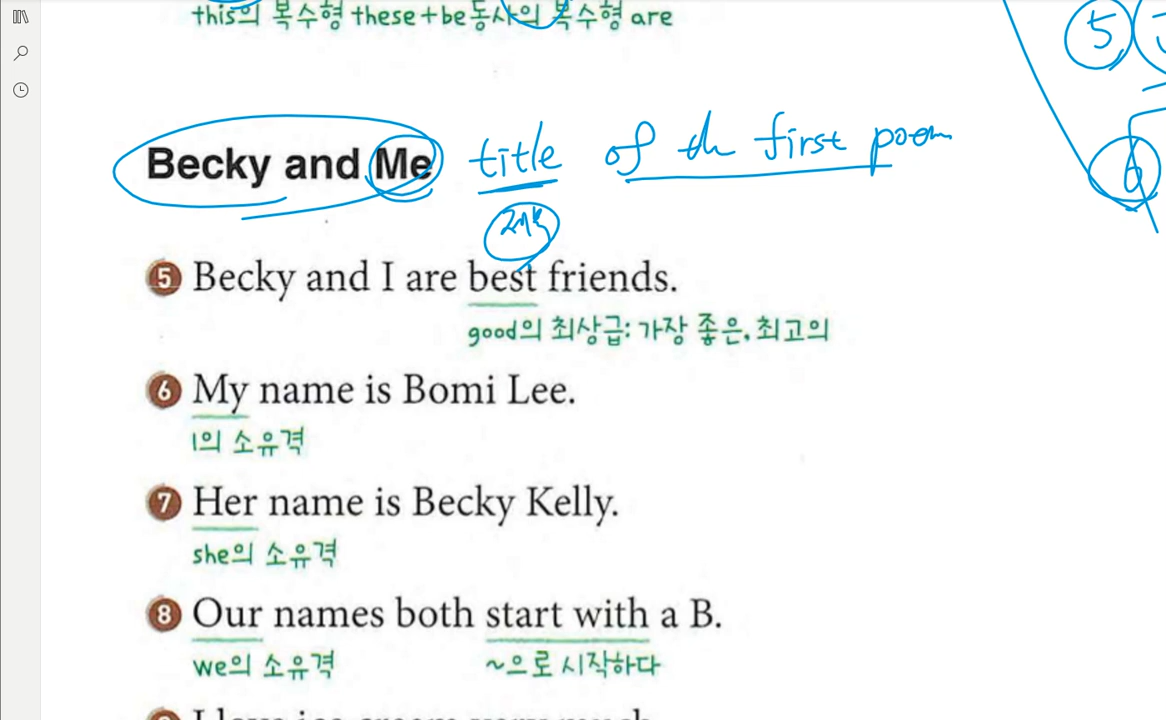 this의 복수형 these+be동사의 복수형 are
5
Becky and Me title of the first poem
6
제목
5 Becky and I are best friends.
good의 최상급: 가장 좋은, 최고의
6 My name is Bomi Lee.
I의 소유격
7 Her name is Becky Kelly.
she의 소유격
8 Our names both start with a B.
we의 소유격 ~으로 시작하다